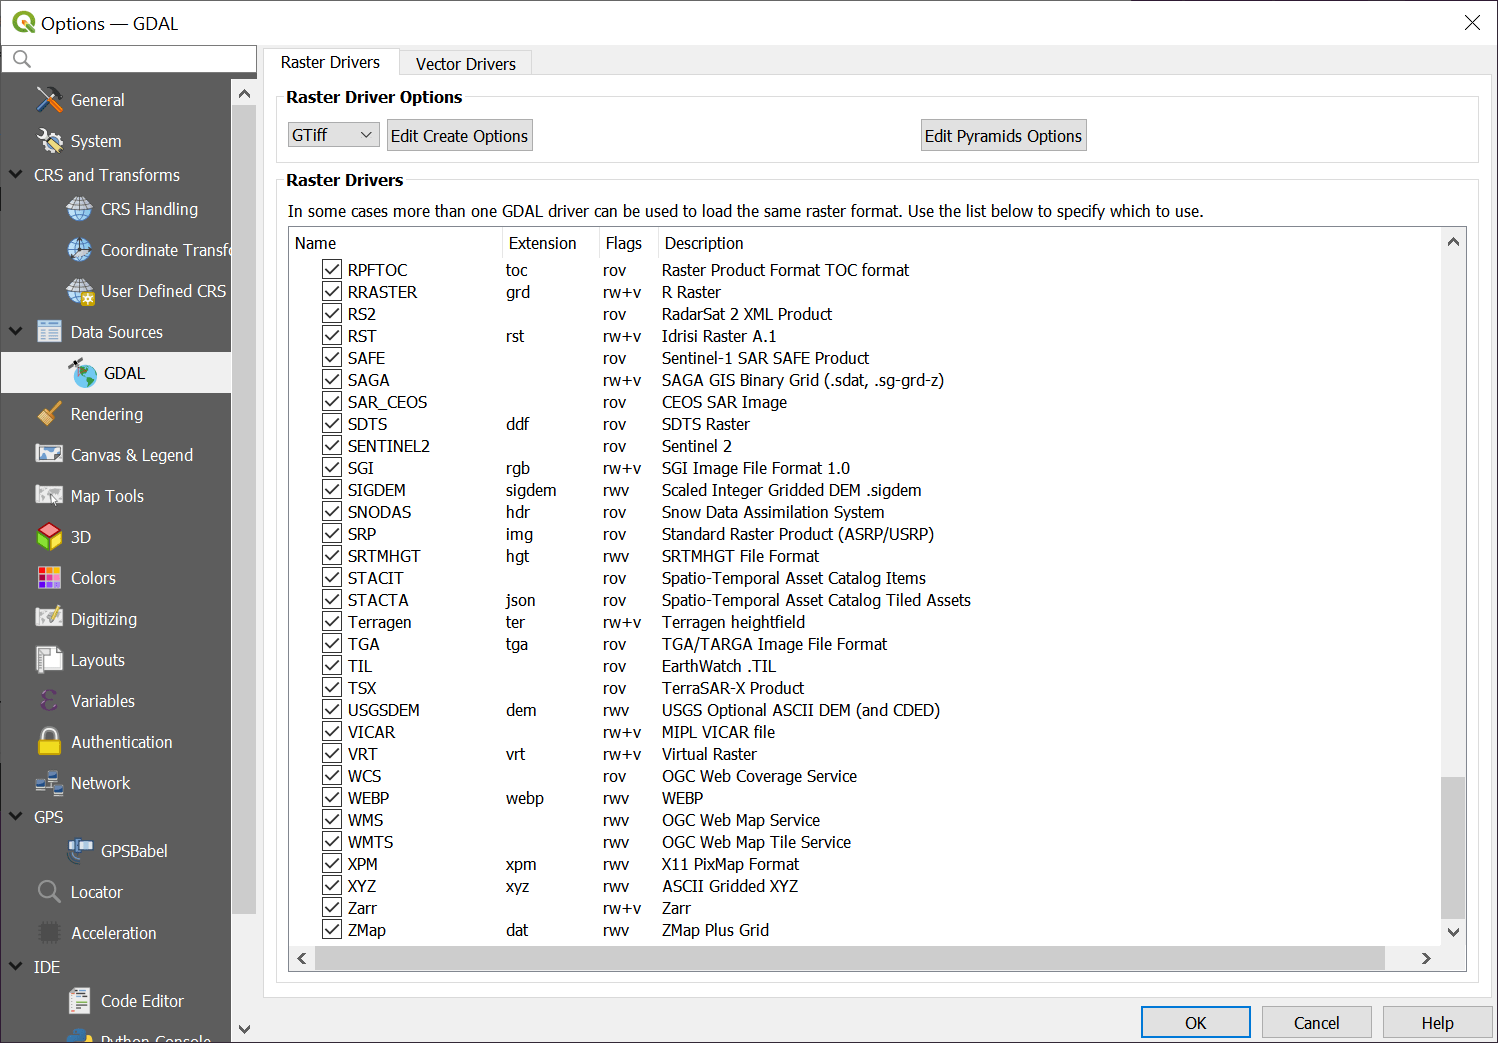 Options — GDAL
General
System
CRS and Transforms
CRS Handling
Coordinate Transf
User Defined CRS
Data Sources
GDAL
Rendering
Canvas & Legend
Map Tools
3D
Colors
Digitizing
Layouts
Variables
Authentication
Network
GPS
GPSBabel
Locator
Acceleration
IDE
Code Editor
Python Console
Raster Drivers Vector Drivers
Raster Driver Options
GTiff Edit Create Options Edit Pyramids Options
Raster Drivers
In some cases more than one GDAL driver can be used to load the same raster format. Use the list below to specify which to use.
Name Extension Flags Description
RPFTOC toc rov Raster Product Format TOC format
RRASTER grd rw+v R Raster
RS2 rov RadarSat 2 XML Product
RST rst rw+v Idrisi Raster A.1
SAFE rov Sentinel-1 SAR SAFE Product
SAGA rw+v SAGA GIS Binary Grid (.sdat, .sg-grd-z)
SAR_CEOS rov CEOS SAR Image
SDTS ddf rov SDTS Raster
SENTINEL2 rov Sentinel 2
SGI rgb rw+v SGI Image File Format 1.0
SIGDEM sigdem rwv Scaled Integer Gridded DEM .sigdem
SNODAS hdr rov Snow Data Assimilation System
SRP img rov Standard Raster Product (ASRP/USRP)
SRTMHGT hgt rwv SRTMHGT File Format
STACIT rov Spatio-Temporal Asset Catalog Items
STACTA json rov Spatio-Temporal Asset Catalog Tiled Assets
Terragen ter rw+v Terragen heightfield
TGA tga rov TGA/TARGA Image File Format
TIL rov EarthWatch .TIL
TSX rov TerraSAR-X Product
USGSDEM dem rwv USGS Optional ASCII DEM (and CDED)
VICAR rw+v MIPL VICAR file
VRT vrt rw+v Virtual Raster
WCS rov OGC Web Coverage Service
WEBP webp rwv WEBP
WMS rwv OGC Web Map Service
WMTS rwv OGC Web Map Tile Service
XPM xpm rwv X11 PixMap Format
XYZ xyz rwv ASCII Gridded XYZ
Zarr rw+v Zarr
ZMap dat rwv ZMap Plus Grid
OK Cancel Help